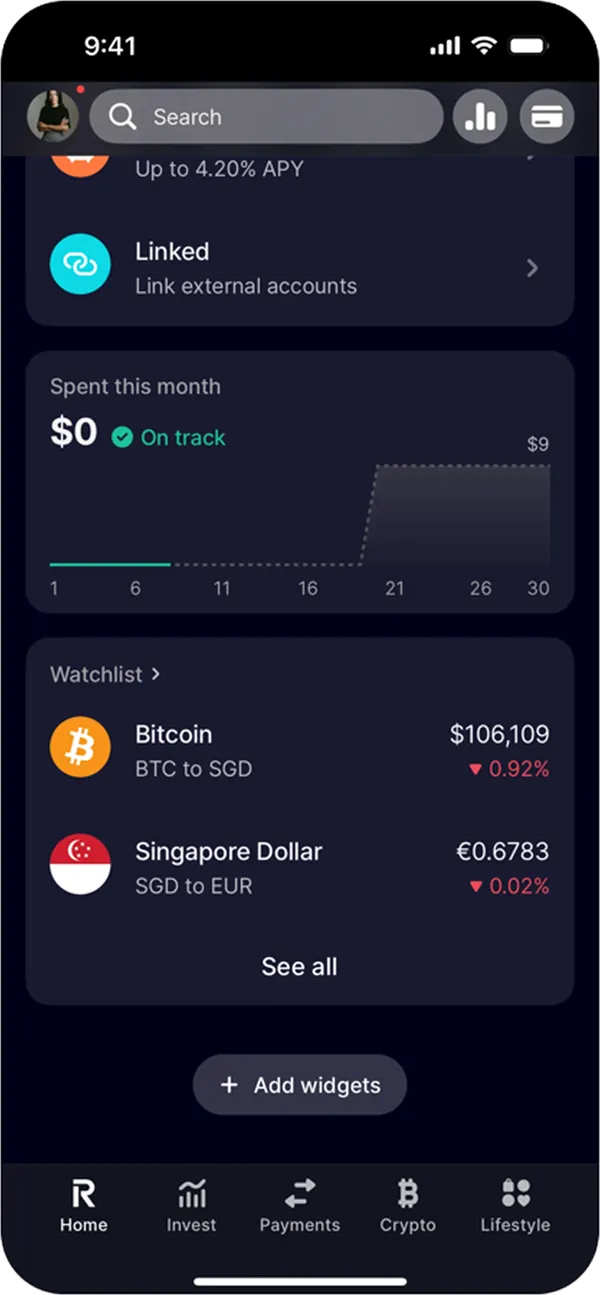 9:41
Search
Up to 4.20% APY
Linked
Link external accounts
Spent this month
$0 On track
$9
1 6 11 16 21 26 30
Watchlist
Bitcoin $106,109
BTC to SGD 0.92%
Singapore Dollar €0.6783
SGD to EUR 0.02%
See all
+ Add widgets
Home Invest Payments Crypto Lifestyle